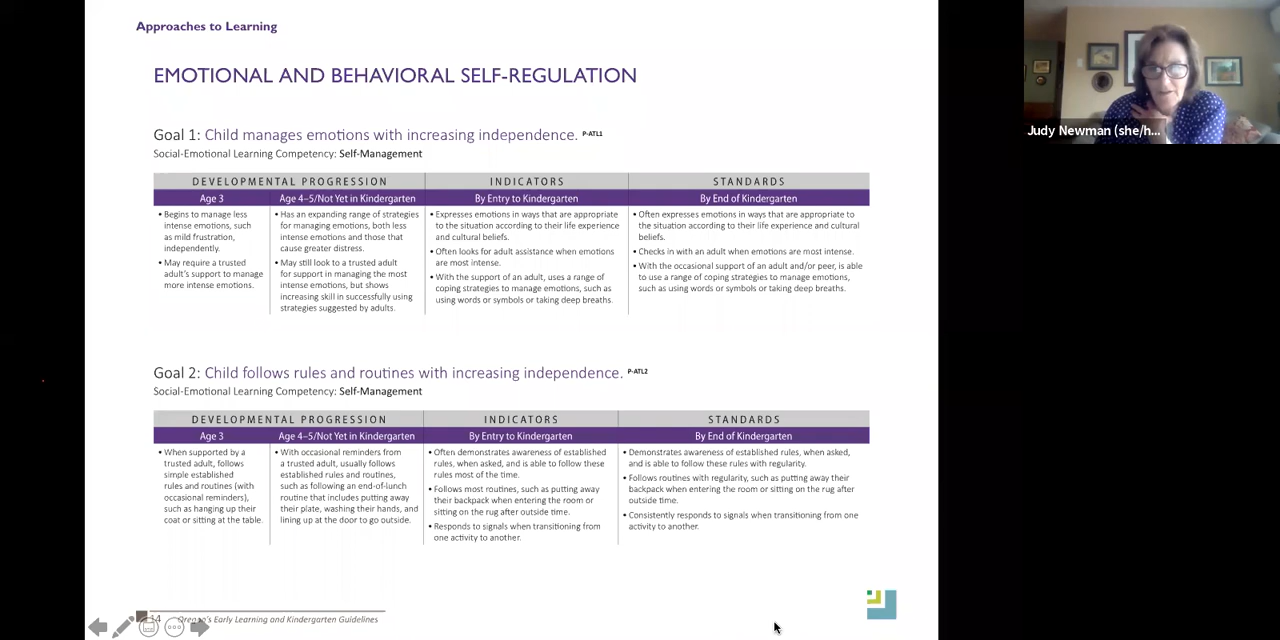 Approaches to Learning
EMOTIONAL AND BEHAVIORAL SELF-REGULATION
Goal 1: Child manages emotions with increasing independence. P-ATL1
Social-Emotional Learning Competency: Self-Management
DEVELOPMENTAL PROGRESSION
INDICATORS
STANDARDS
Age 3
Age 4–5/Not Yet in Kindergarten
By Entry to Kindergarten
By End of Kindergarten
• Begins to manage less
intense emotions, such
as mild frustration,
independently.
• May require a trusted
adult's support to manage
more intense emotions.
• Has an expanding range of strategies
for managing emotions, both less
intense emotions and those that
cause greater distress.
• May still look to a trusted adult
for support in managing the most
intense emotions, but shows
increasing skill in successfully using
strategies suggested by adults.
• Expresses emotions in ways that are appropriate
to the situation according to their life experience
and cultural beliefs.
• Often looks for adult assistance when emotions
are most intense.
• With the support of an adult, uses a range of
coping strategies to manage emotions, such as
using words or symbols or taking deep breaths.
• Often expresses emotions in ways that are appropriate to
the situation according to their life experience and cultural
beliefs.
• Checks in with an adult when emotions are most intense.
• With the occasional support of an adult and/or peer, is able
to use a range of coping strategies to manage emotions,
such as using words or symbols or taking deep breaths.
Goal 2: Child follows rules and routines with increasing independence. P-ATL2
Social-Emotional Learning Competency: Self-Management
DEVELOPMENTAL PROGRESSION
INDICATORS
STANDARDS
Age 3
Age 4–5/Not Yet in Kindergarten
By Entry to Kindergarten
By End of Kindergarten
• When supported by a
trusted adult, follows
simple established
rules and routines (with
occasional reminders),
such as hanging up their
coat or sitting at the table.
• With occasional reminders from
a trusted adult, usually follows
established rules and routines,
such as following an end-of-lunch
routine that includes putting away
their plate, washing their hands, and
lining up at the door to go outside.
• Often demonstrates awareness of established
rules, when asked, and is able to follow these
rules most of the time.
• Follows most routines, such as putting away
their backpack when entering the room or
sitting on the rug after outside time.
• Responds to signals when transitioning from
one activity to another.
• Demonstrates awareness of established rules, when asked,
and is able to follow these rules with regularity.
• Follows routines with regularity, such as putting away their
backpack when entering the room or sitting on the rug after
outside time.
• Consistently responds to signals when transitioning from one
activity to another.
14 Oregon's Early Learning and Kindergarten Guidelines
Judy Newman (she/h...